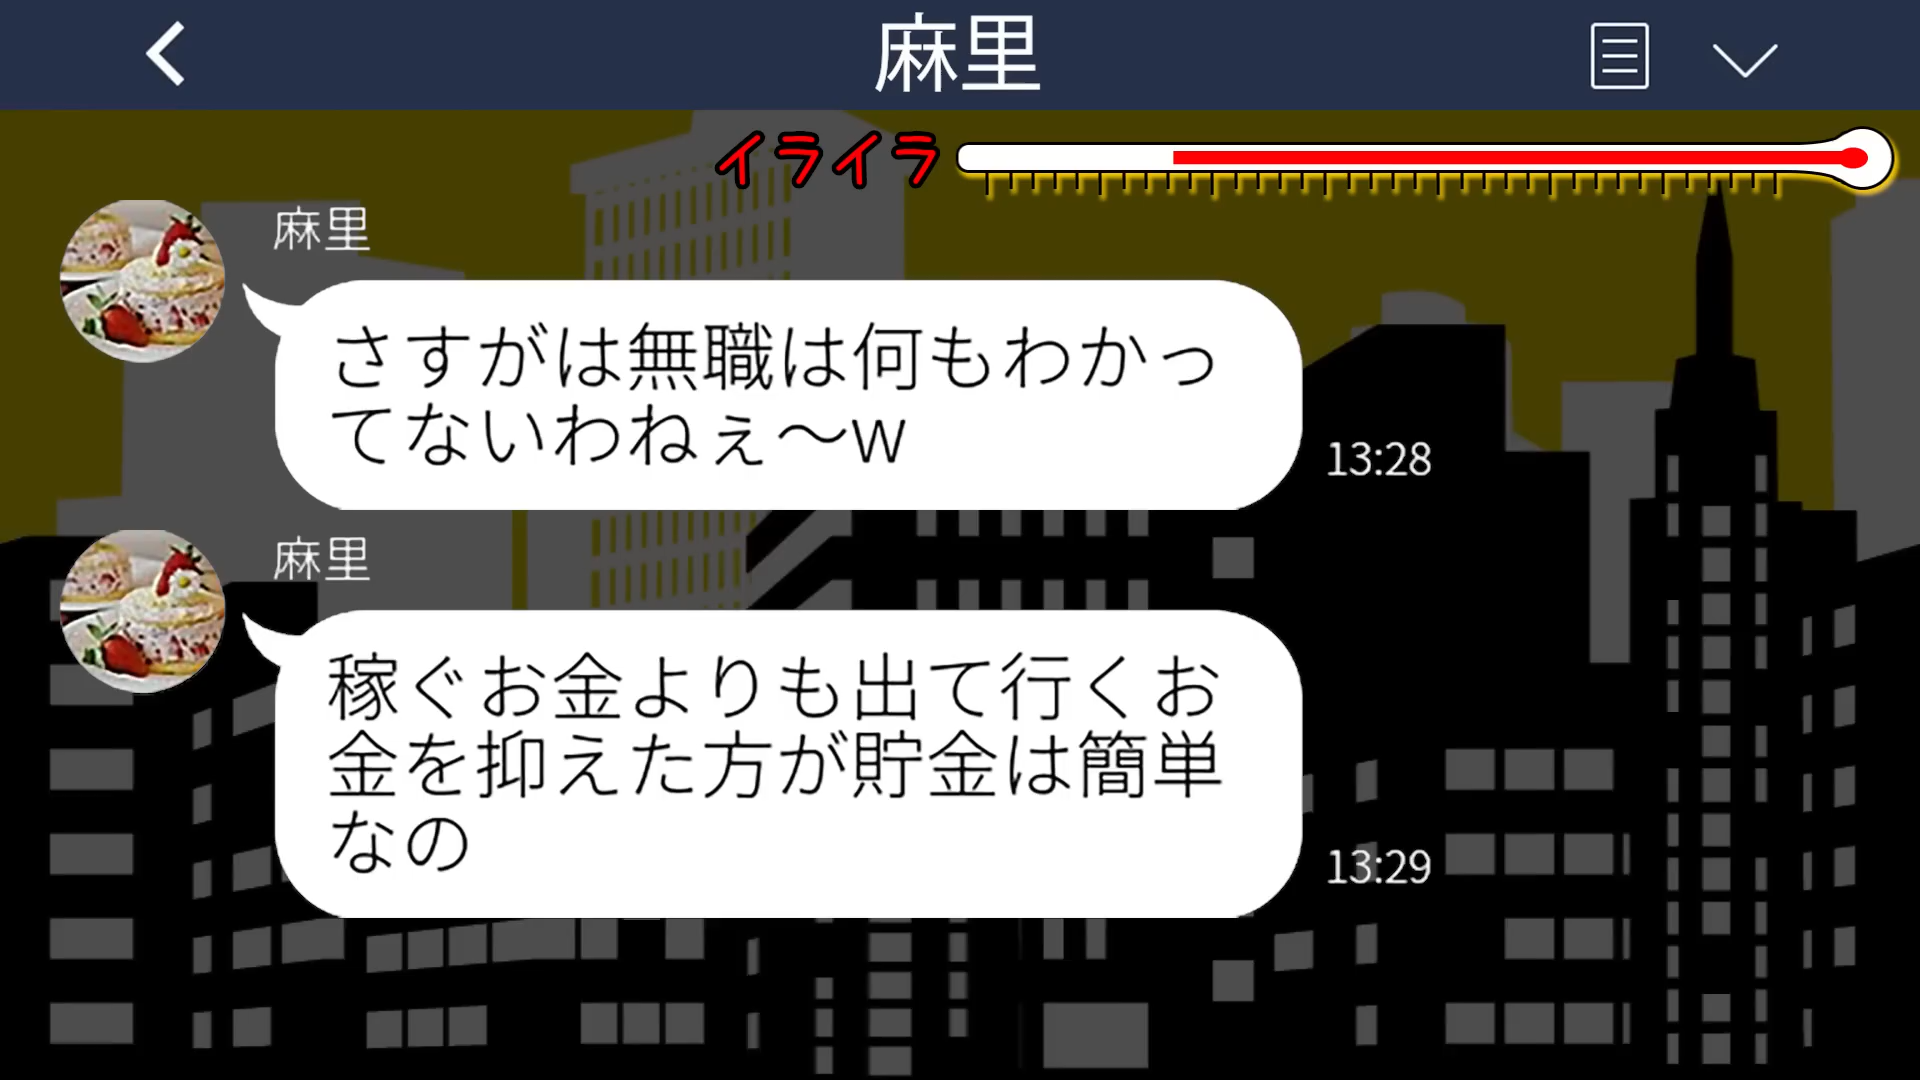 麻里
イライラ
麻里
さすがは無職は何もわかっ
てないわねぇ〜w
13:28
麻里
稼ぐお金よりも出て行くお
金を抑えた方が貯金は簡単
なの
13:29